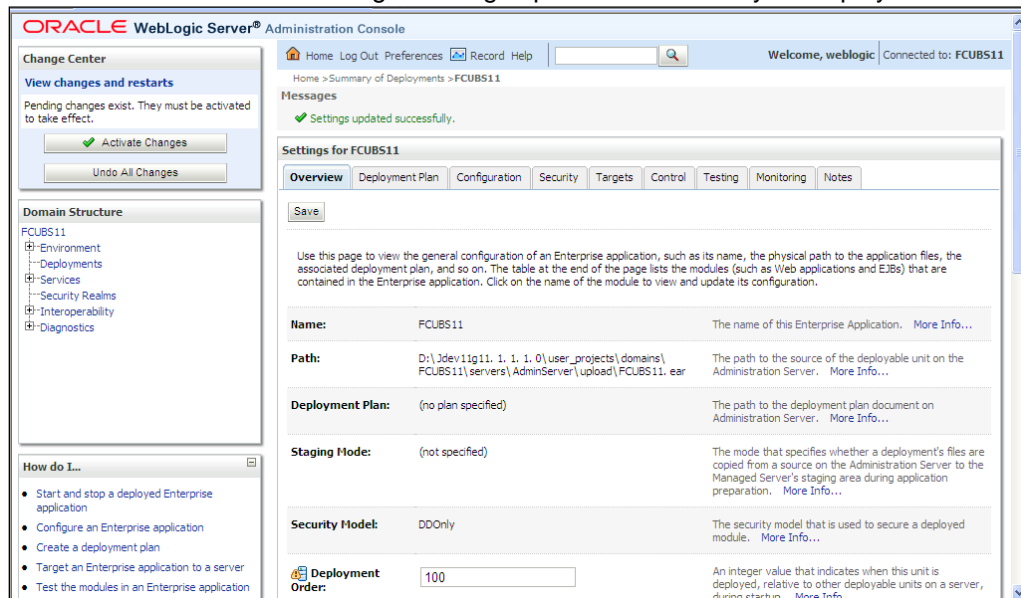 ORACLE WebLogic Server® Administration Console
Change Center
View changes and restarts
Pending changes exist. They must be activated
to take effect.
Activate Changes
Undo All Changes
Domain Structure
FCUBS11
Environment
Deployments
Services
Security Realms
Interoperability
Diagnostics
How do I...
Start and stop a deployed Enterprise
application
Configure an Enterprise application
Create a deployment plan
Target an Enterprise application to a server
Test the modules in an Enterprise application
Home Log Out Preferences Record Help
Welcome, weblogic Connected to: FCUBS11
Home >Summary of Deployments >FCUBS11
Messages
Settings updated successfully.
Settings for FCUBS11
Overview Deployment Plan Configuration Security Targets Control Testing Monitoring Notes
Save
Use this page to view the general configuration of an Enterprise application, such as its name, the physical path to the application files, the
associated deployment plan, and so on. The table at the end of the page lists the modules (such as Web applications and EJBs) that are
contained in the Enterprise application. Click on the name of the module to view and update its configuration.
Name: FCUBS11 The name of this Enterprise Application. More Info...
Path: D:\Jdev11g11. 1. 1. 1. 0\user_projects\domains\ The path to the source of the deployable unit on the
FCUBS11\servers\AdminServer\upload\FCUBS11. ear Administration Server. More Info...
Deployment Plan: (no plan specified) The path to the deployment plan document on
Administration Server. More Info...
Staging Mode: (not specified) The mode that specifies whether a deployment's files are
copied from a source on the Administration Server to the
Managed Server's staging area during application
preparation. More Info...
Security Model: DDOnly The security model that is used to secure a deployed
module. More Info...
Deployment 100 An integer value that indicates when this unit is
Order: deployed, relative to other deployable units on a server,
during startup. More Info